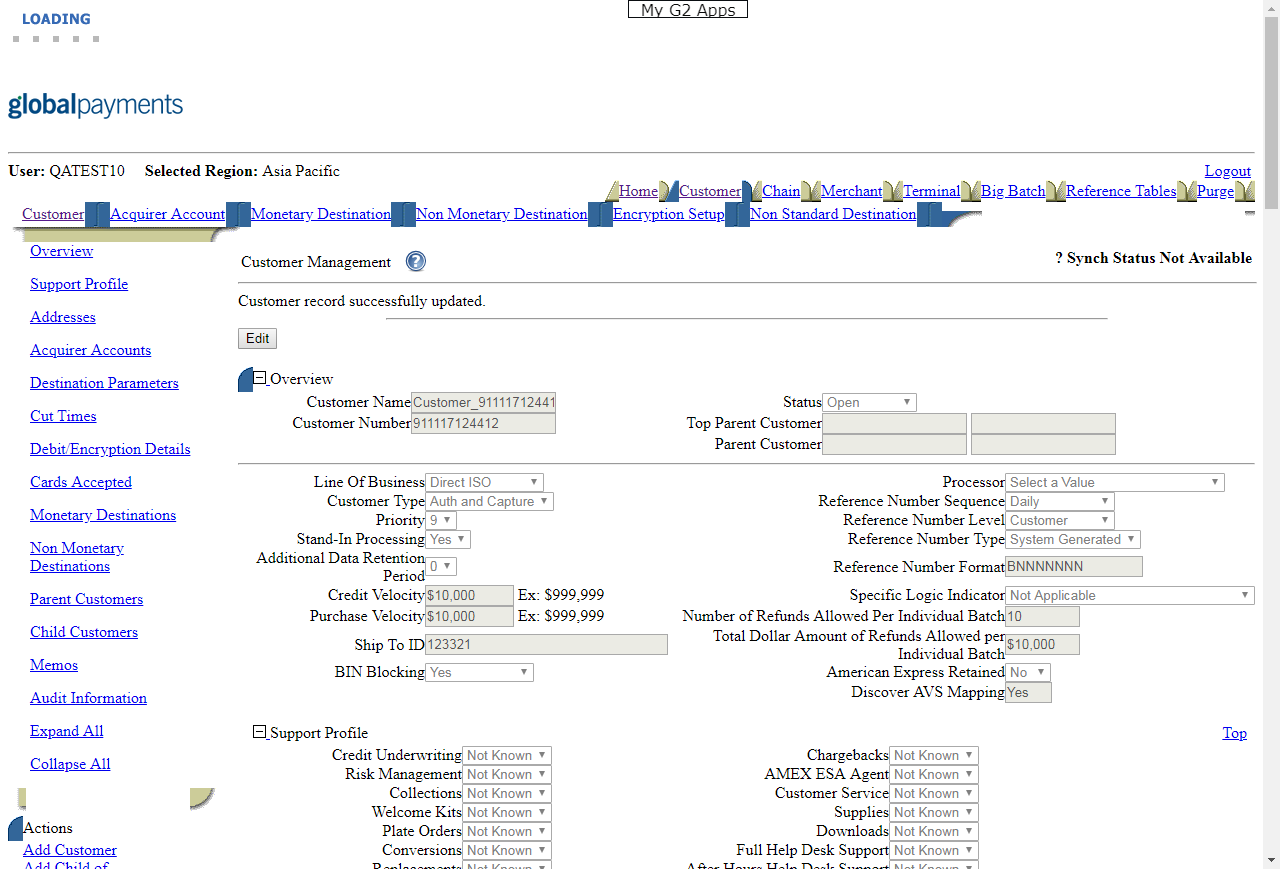 LOADING
My G2 Apps
globalpayments
User: QATEST10 Selected Region: Asia Pacific
Logout
Home Customer Chain Merchant Terminal Big Batch Reference Tables Purge
Customer Acquirer Account Monetary Destination Non Monetary Destination Encryption Setup Non Standard Destination
Overview
Support Profile
Addresses
Acquirer Accounts
Destination Parameters
Cut Times
Debit/Encryption Details
Cards Accepted
Monetary Destinations
Non Monetary
Destinations
Parent Customers
Child Customers
Memos
Audit Information
Expand All
Collapse All
Actions
Add Customer
Add Child of
Customer Management ?
? Synch Status Not Available
Customer record successfully updated.
Edit
Overview
Customer Name Customer_91111712441
Status Open
Customer Number 911117124412
Top Parent Customer
Parent Customer
Line Of Business Direct ISO
Processor Select a Value
Customer Type Auth and Capture
Reference Number Sequence Daily
Priority 9
Reference Number Level Customer
Stand-In Processing Yes
Reference Number Type System Generated
Additional Data Retention
Period 0
Reference Number Format BNNNNNNN
Credit Velocity $10,000 Ex: $999,999
Specific Logic Indicator Not Applicable
Purchase Velocity $10,000 Ex: $999,999
Number of Refunds Allowed Per Individual Batch 10
Ship To ID 123321
Total Dollar Amount of Refunds Allowed per
Individual Batch $10,000
BIN Blocking Yes
American Express Retained No
Discover AVS Mapping Yes
Support Profile
Top
Credit Underwriting Not Known
Chargebacks Not Known
Risk Management Not Known
AMEX ESA Agent Not Known
Collections Not Known
Customer Service Not Known
Welcome Kits Not Known
Supplies Not Known
Plate Orders Not Known
Downloads Not Known
Conversions Not Known
Full Help Desk Support Not Known
Replacements Not Known
After Hours Help Desk Support Not Known